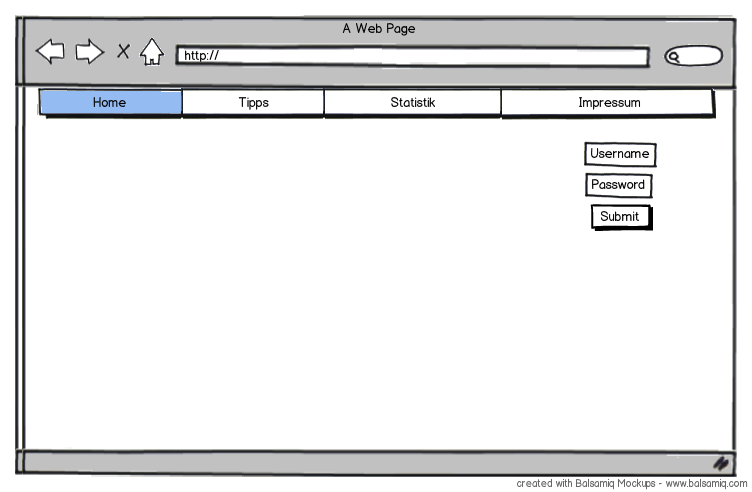 A Web Page
http://
Home Tipps Statistik Impressum
Username
Password
Submit
created with Balsamiq Mockups - www.balsamiq.com